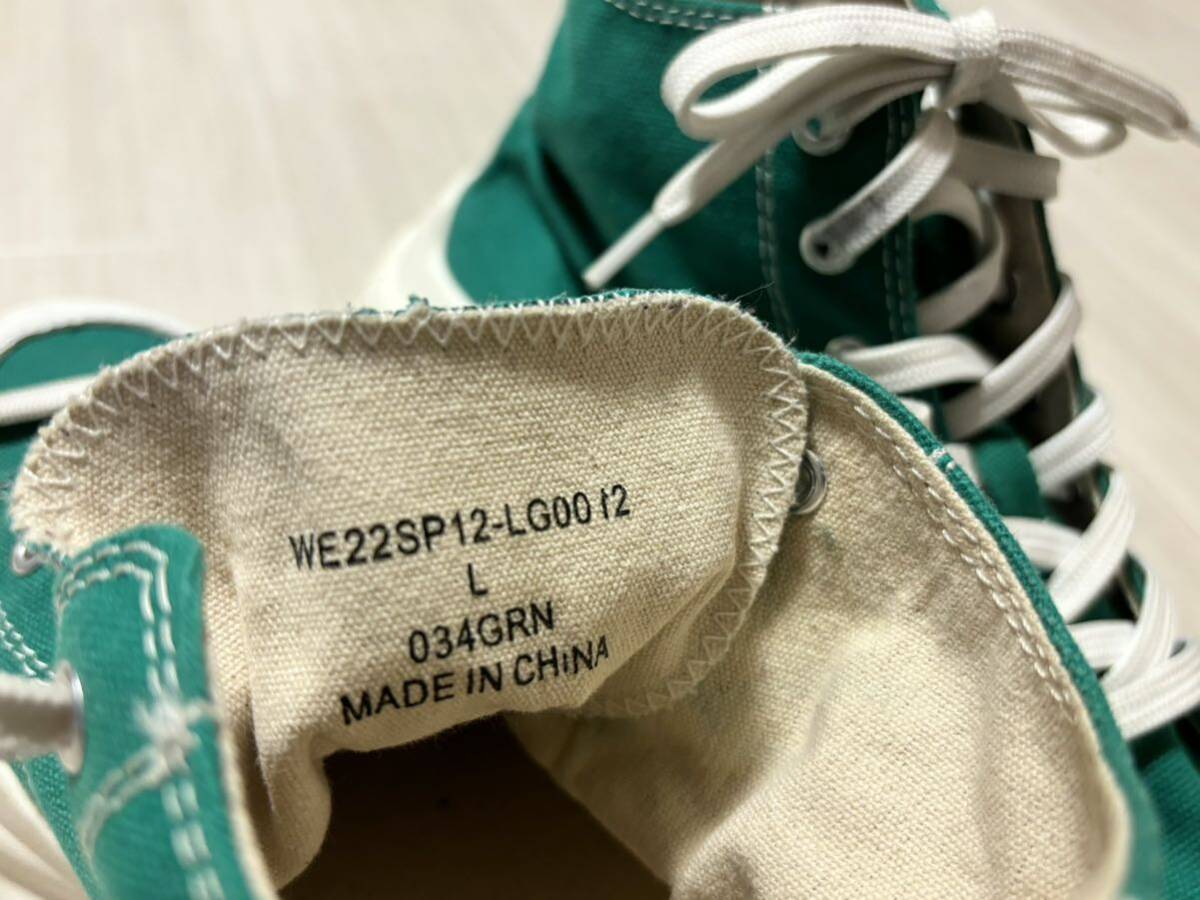 WE22SP12-LG0012
L
034GRN
MADE IN CHINA